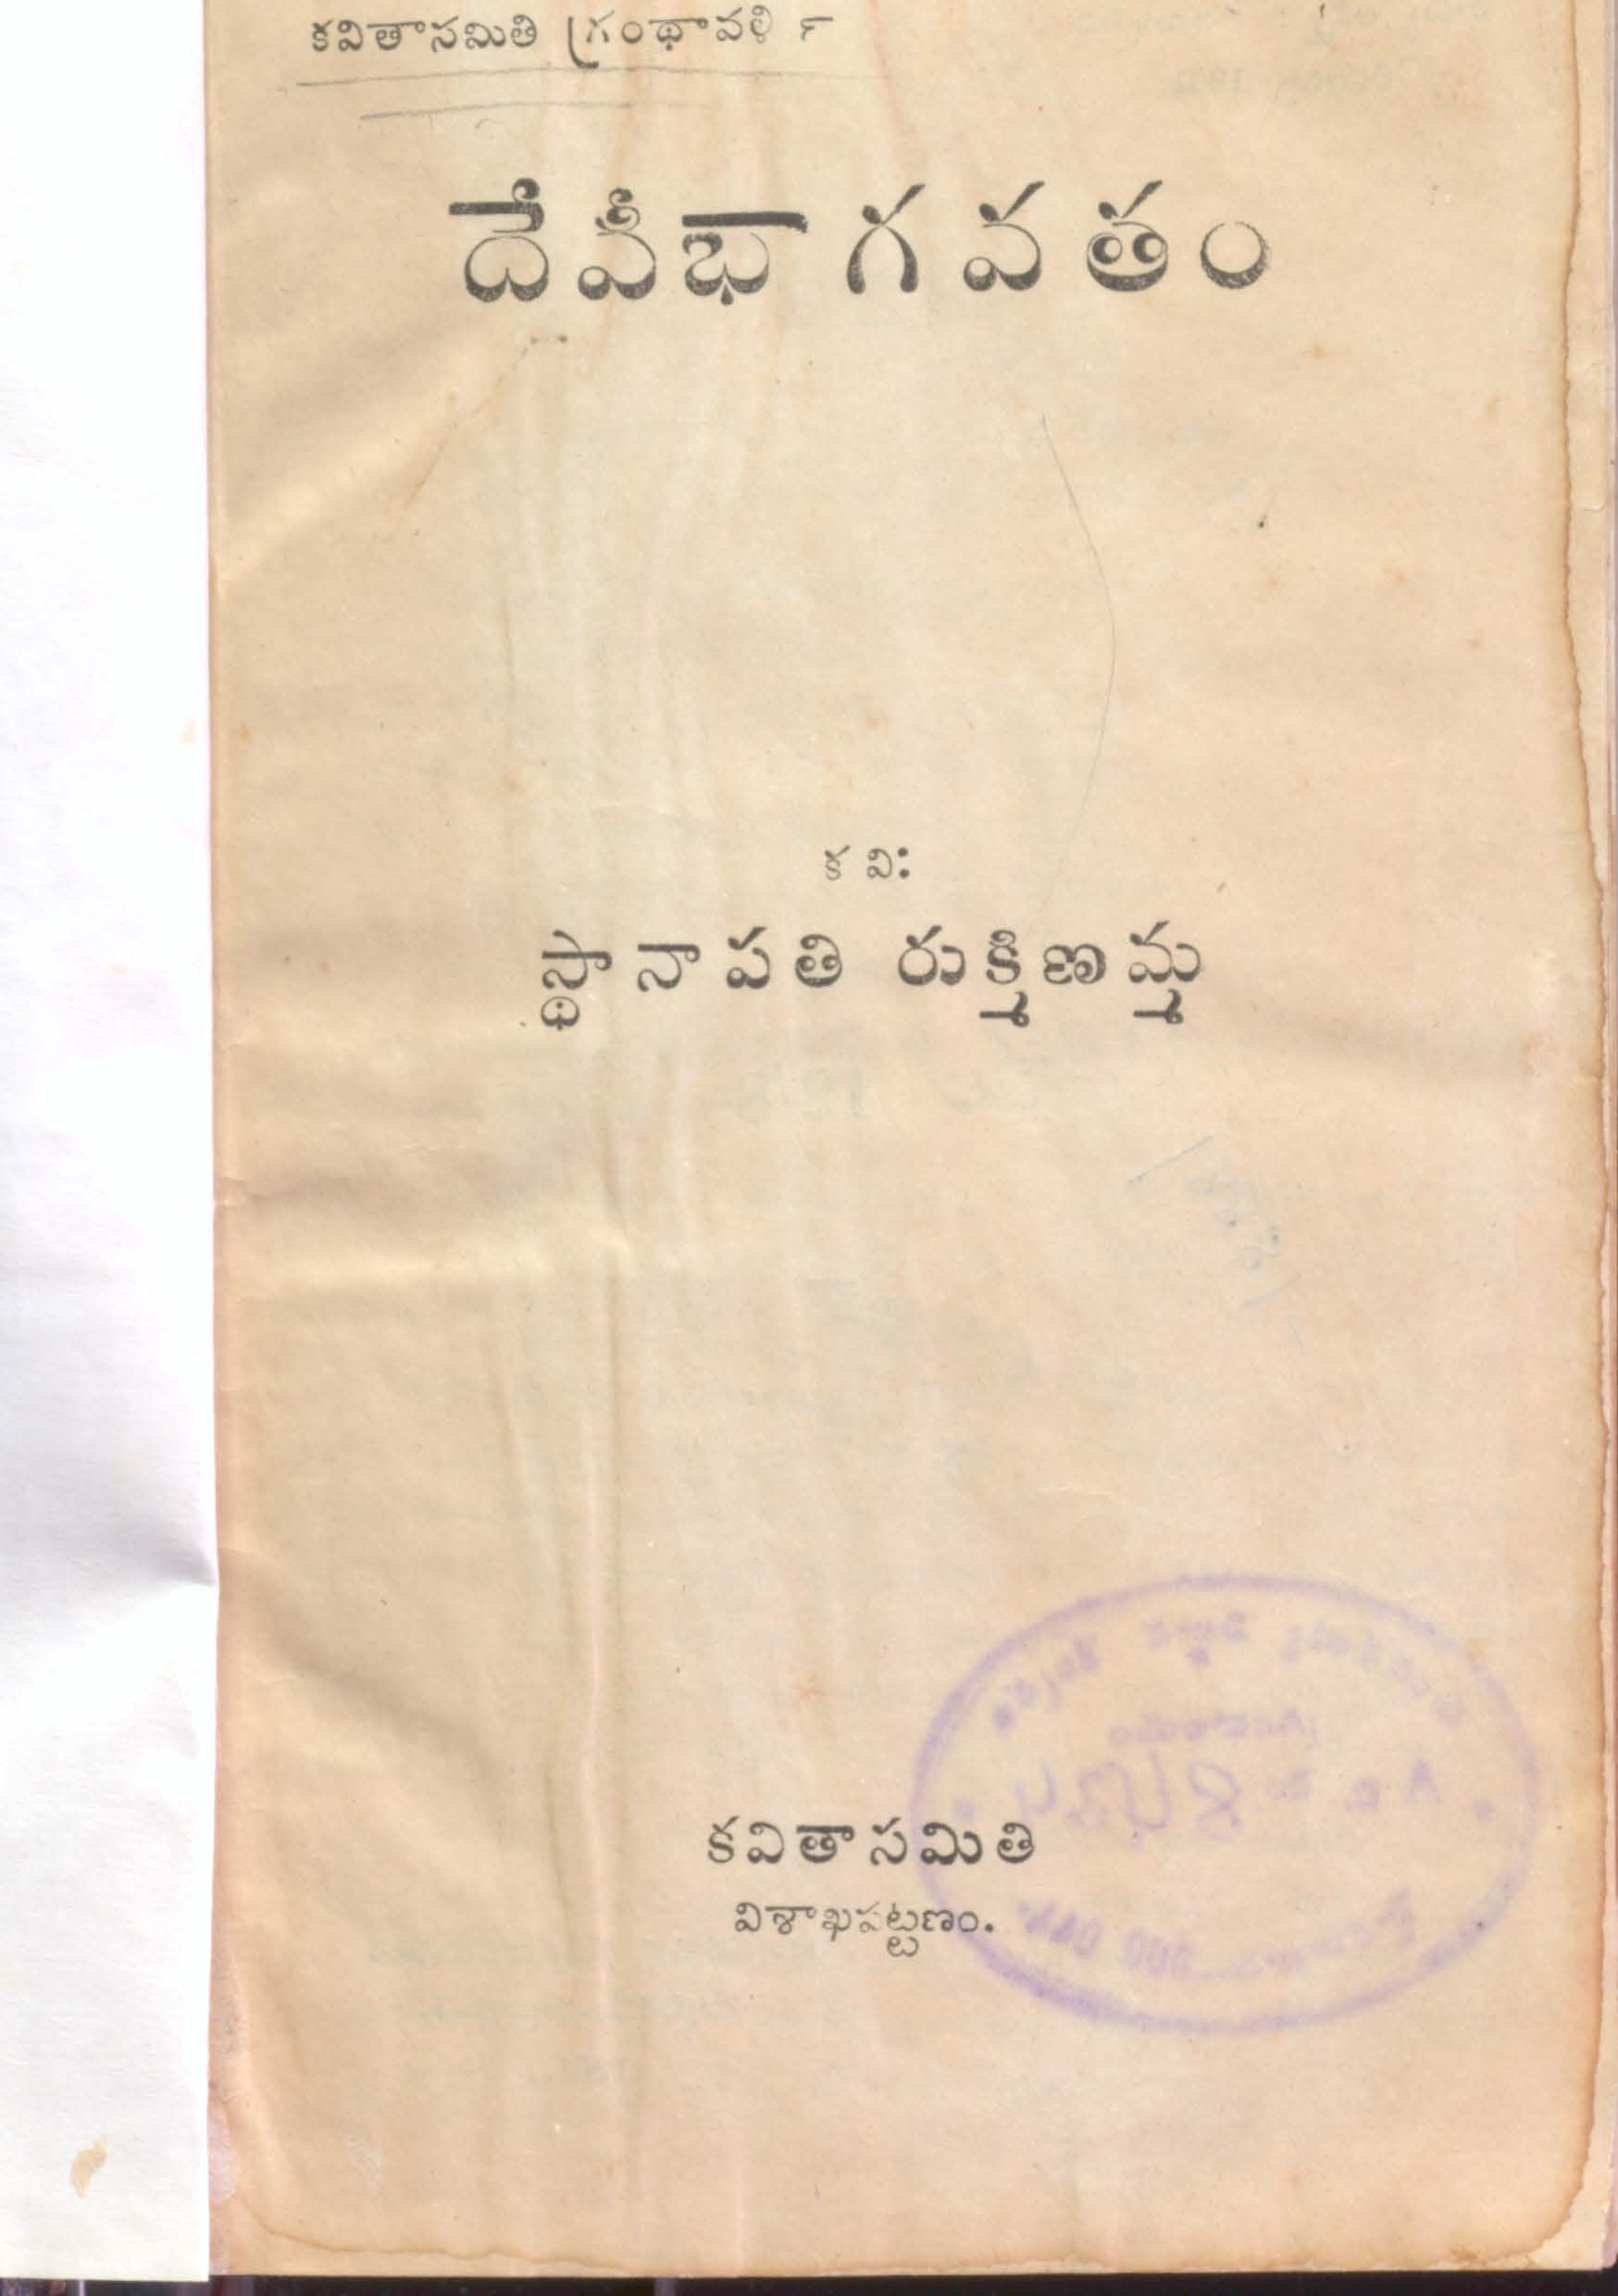 కవితాసమితి గ్రంథావళి ౯
దేవీభాగవతం
కవి:
స్థానాపతి రుక్మిణమ్మ
కవితాసమితి
విశాఖపట్టణం.